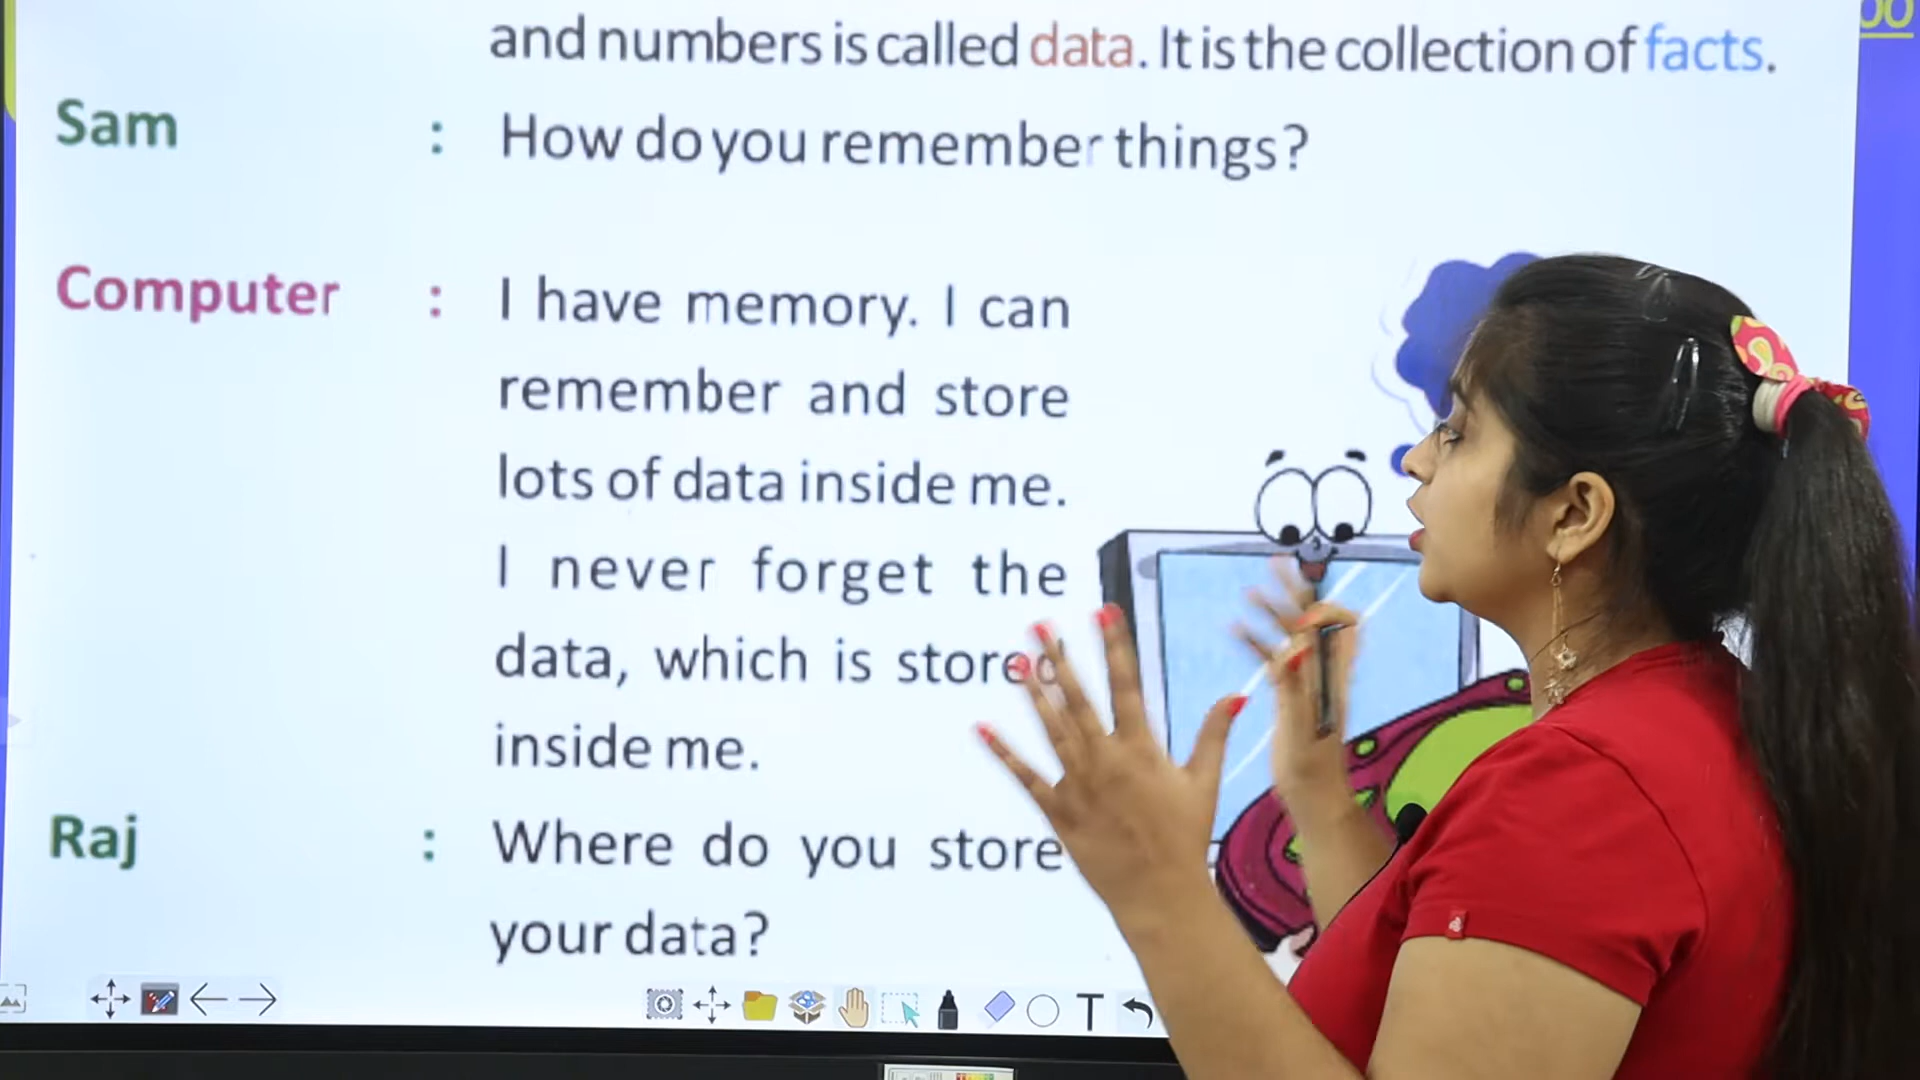 and numbers is called data. It is the collection of facts.
Sam : How do you remember things?
Computer : I have memory. I can
remember and store
lots of data inside me.
I never forget the
data, which is stored
inside me.
Raj : Where do you store
your data?
T